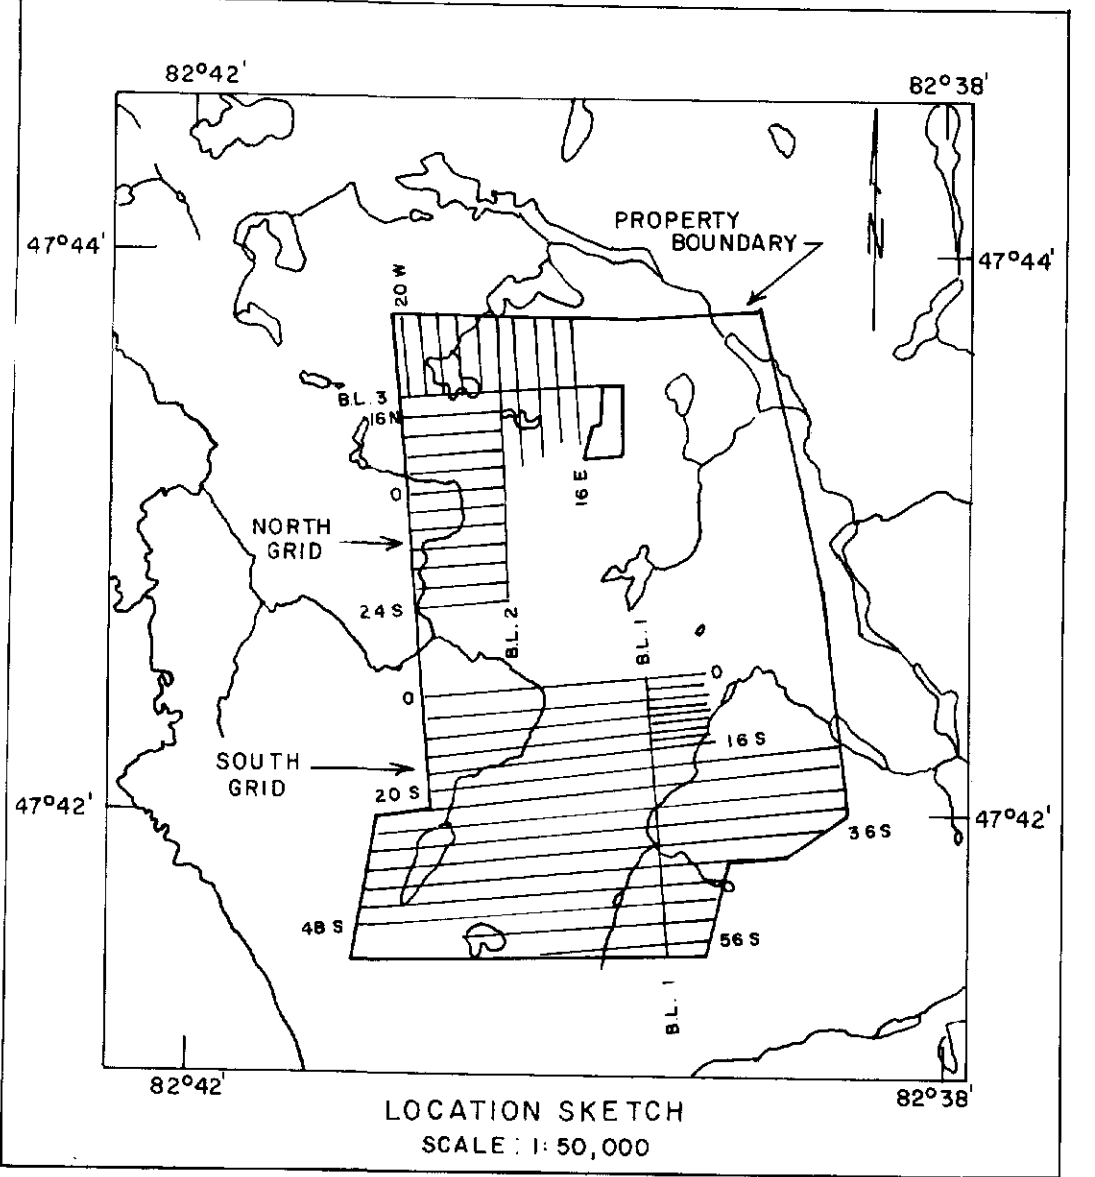 82°42'
82°38'
PROPERTY
BOUNDARY
47°44'
47°44'
20 W
B.L. 3
16N
0
16 E
NORTH
GRID
24 S
B.L. 2
B.L. 1
0
0
16 S
SOUTH
GRID
20 S
47°42'
47°42'
36 S
48 S
56 S
B.L. 1
82°42'
82°38'
LOCATION SKETCH
SCALE : 1: 50,000